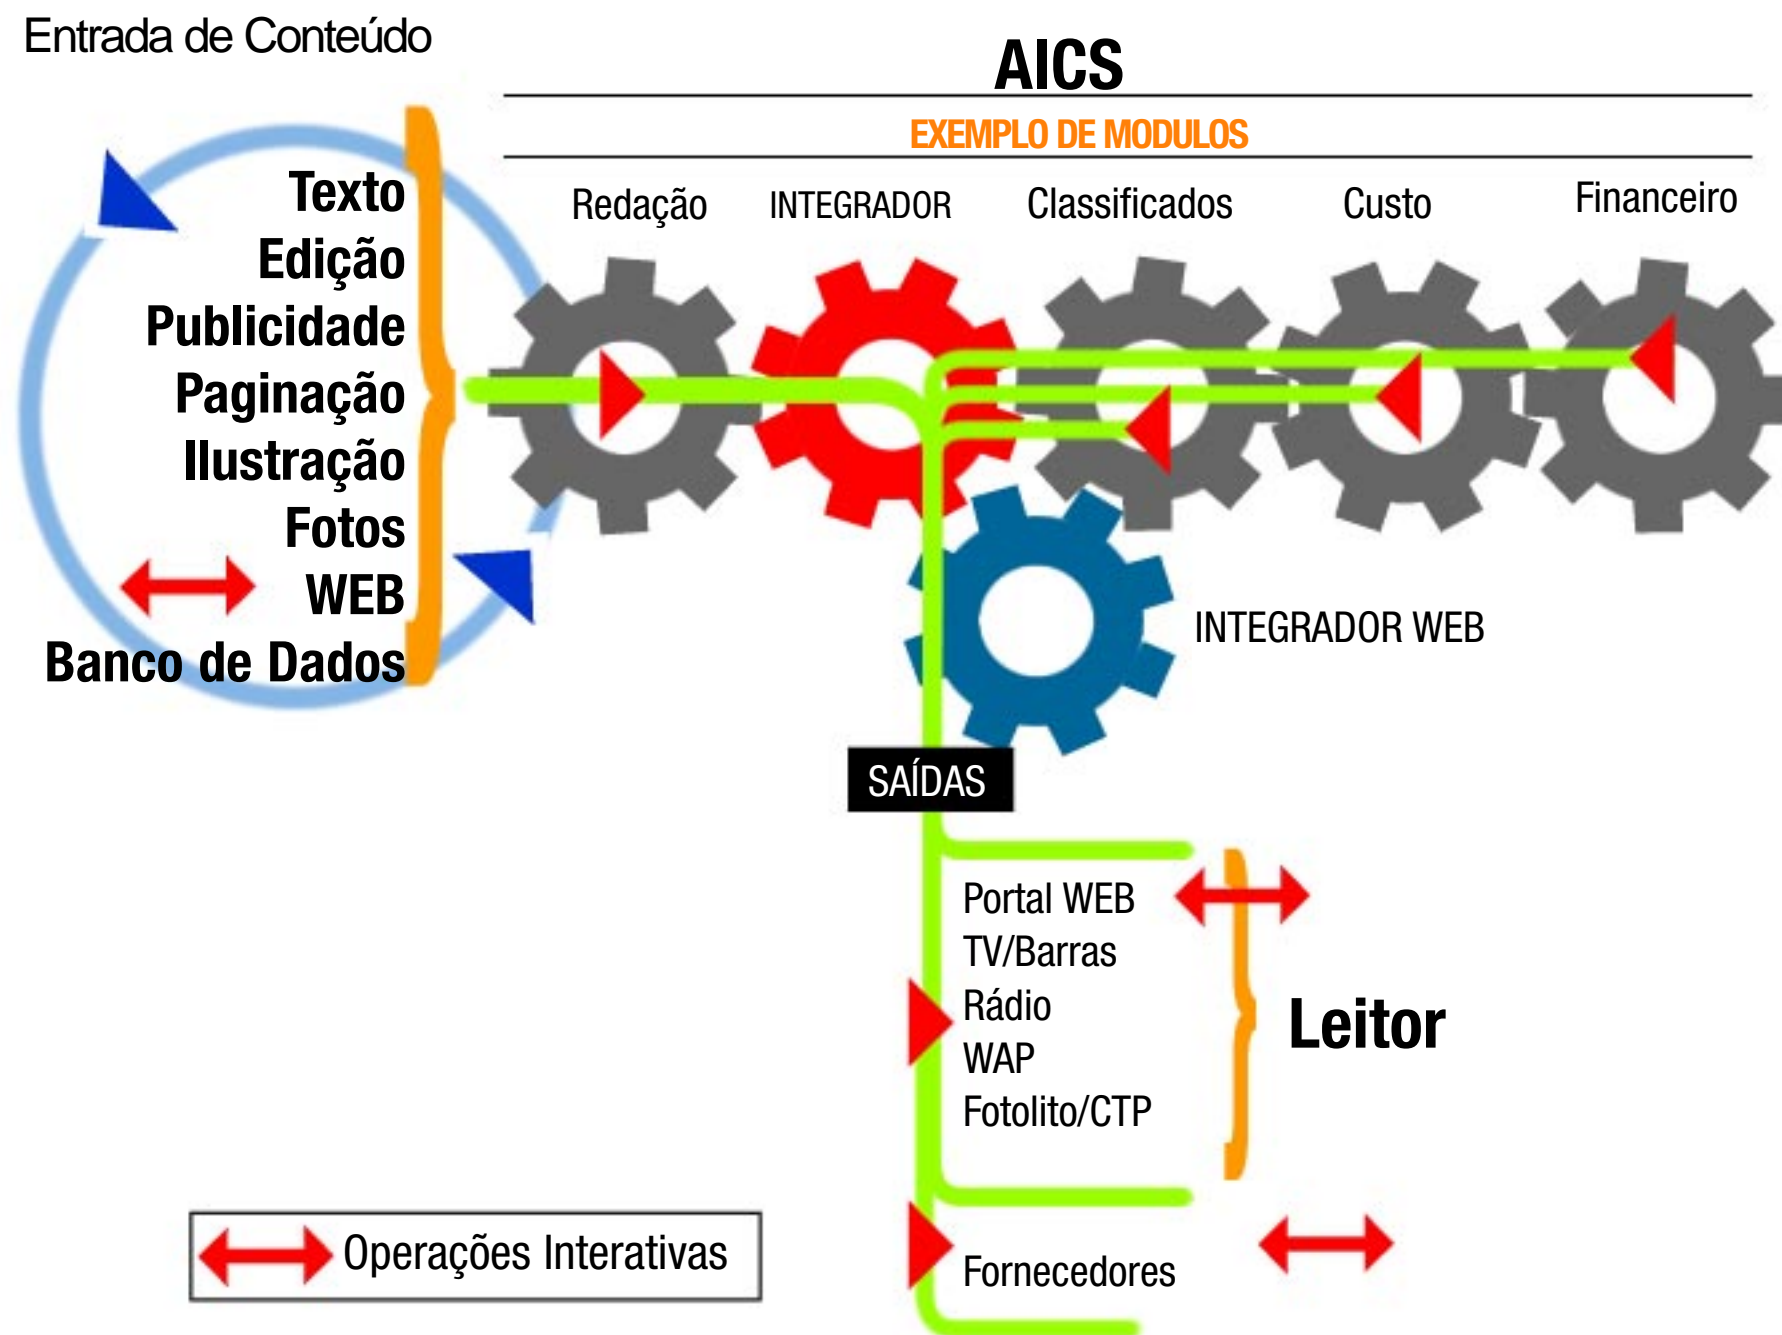 Entrada de Conteúdo
AICS
EXEMPLO DE MODULOS
Redação
INTEGRADOR
Classificados
Custo
Financeiro
Texto
Edição
Publicidade
Paginação
Ilustração
Fotos
WEB
Banco de Dados
INTEGRADOR WEB
SAÍDAS
Portal WEB
TV/Barras
Rádio
WAP
Fotolito/CTP
Leitor
Fornecedores
Operações Interativas